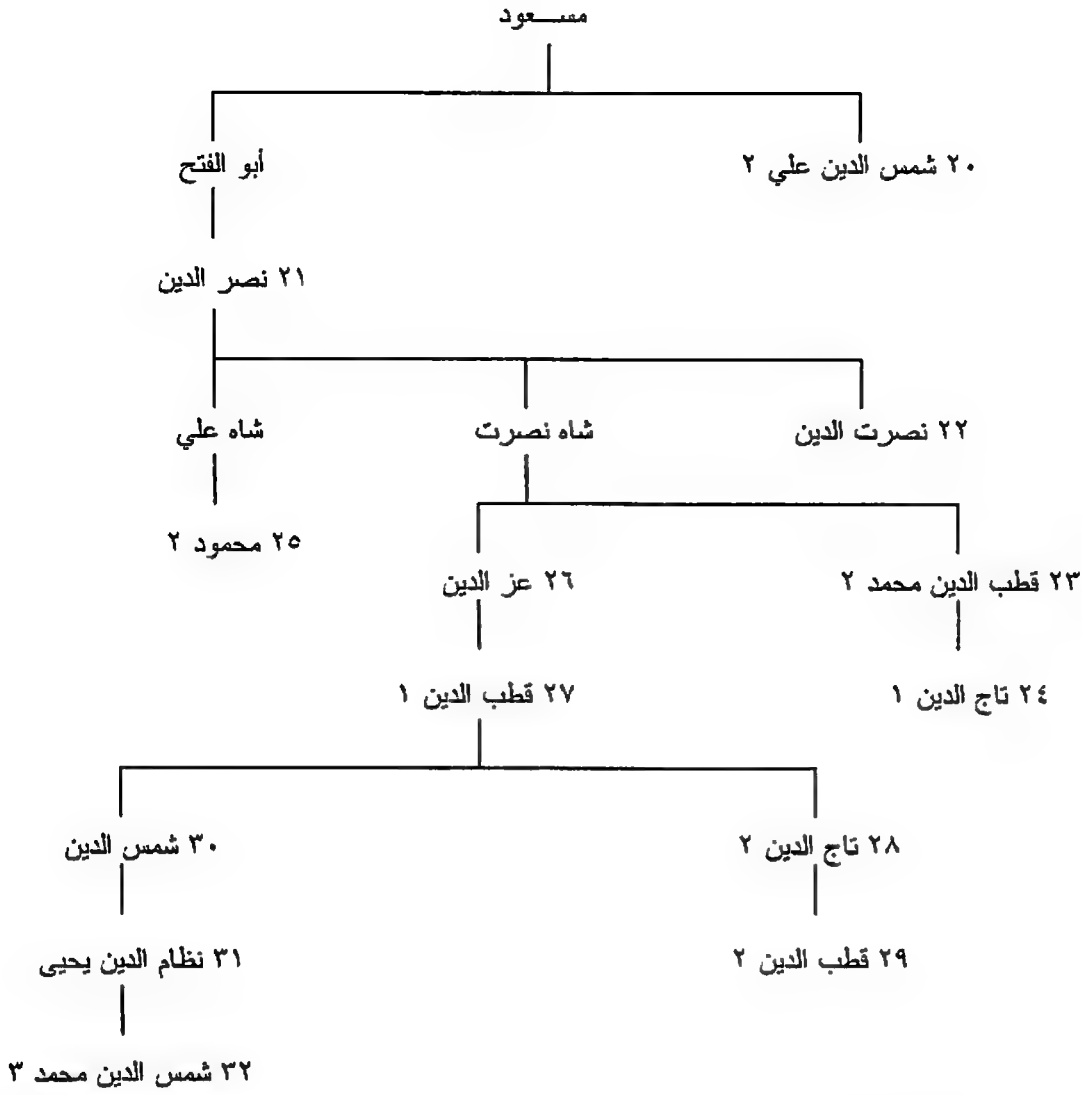 مسعود
٢٠ شمس الدين علي ٢
أبو الفتح
٢١ نصر الدين
٢٢ نصرت الدين
شاه نصرت
شاه علي
٢٥ محمود ٢
٢٣ قطب الدين محمد ٢
٢٦ عز الدين
٢٤ تاج الدين ١
٢٧ قطب الدين ١
٢٨ تاج الدين ٢
٣٠ شمس الدين
٢٩ قطب الدين ٢
٣١ نظام الدين يحيى
٣٢ شمس الدين محمد ٣